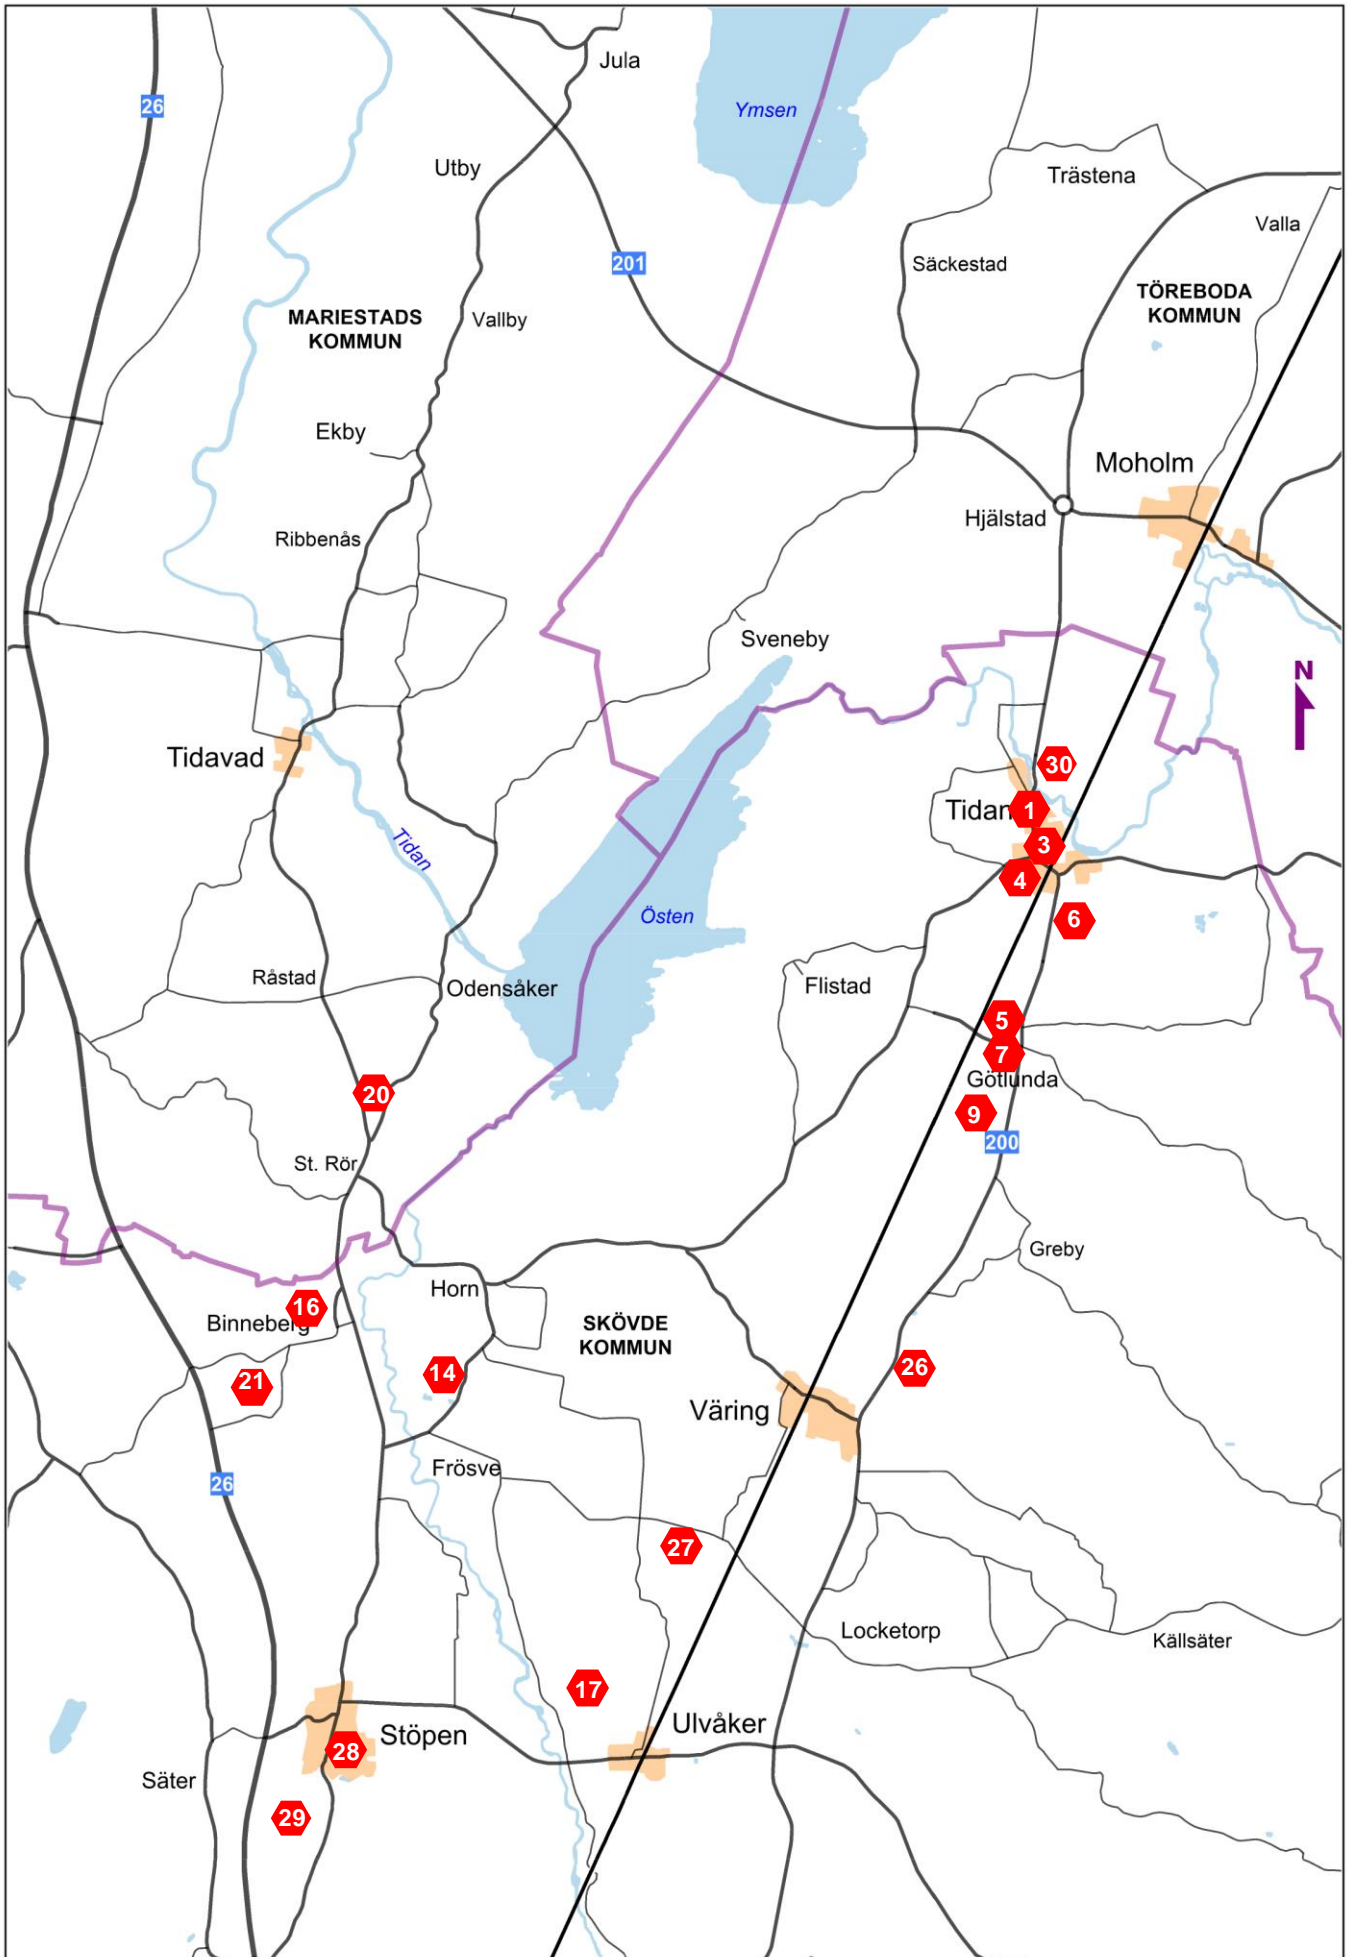 Jula
26
Ymsen
Utby
Trästena
Valla
201
Säckestad
TÖREBODA
KOMMUN
MARIESTADS
KOMMUN
Vallby
Ekby
Moholm
Hjälstad
Ribbenås
Sveneby
N
Tidavad
30
Tidan
1
Tidan
3
4
Östen
6
Råstad
Odensåker
Flistad
5
7
Götlunda
20
9
200
St. Rör
Greby
Horn
16
Binneberg
SKÖVDE
KOMMUN
14
26
21
Väring
Frösve
26
27
Locketorp
Källsäter
17
Ulvåker
Stöpen
28
Säter
29